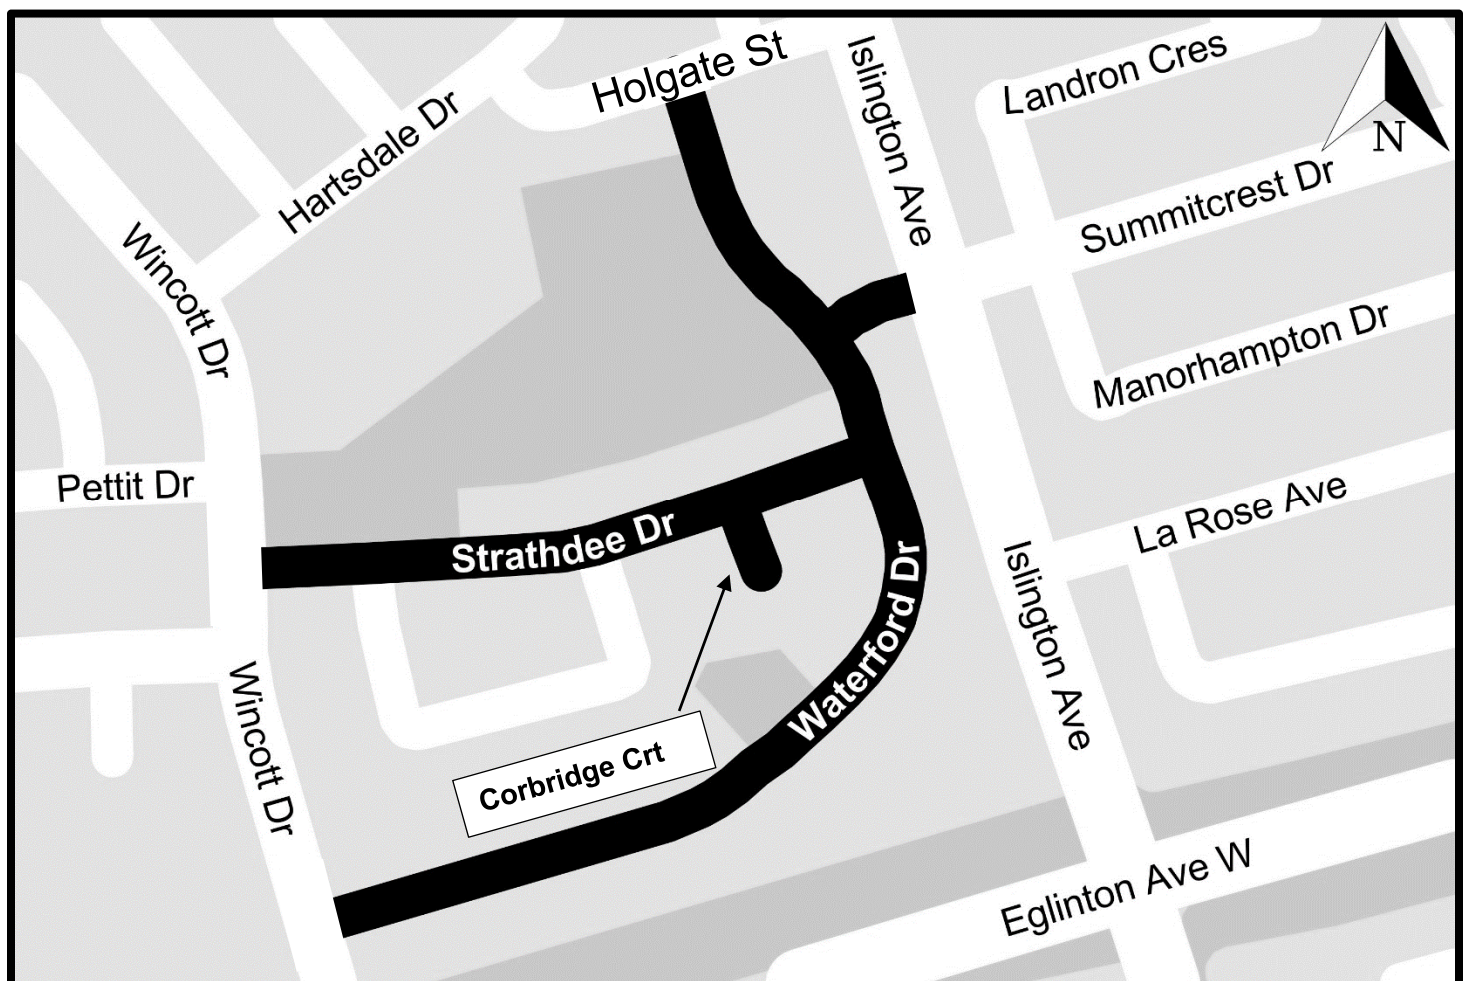 Holgate St
Islington Ave
Landron Cres
N
Hartsdale Dr
Summitcrest Dr
Wincott Dr
Manorhampton Dr
Pettit Dr
La Rose Ave
Strathdee Dr
Waterford Dr
Islington Ave
Wincott Dr
Corbridge Crt
Eglinton Ave W